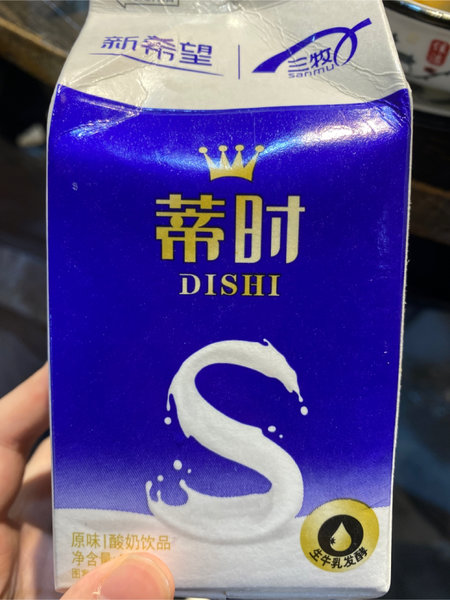 新希望
兰牧
sanmu
蒂时
DISHI
原味|酸奶饮品
净含量
生牛乳发酵